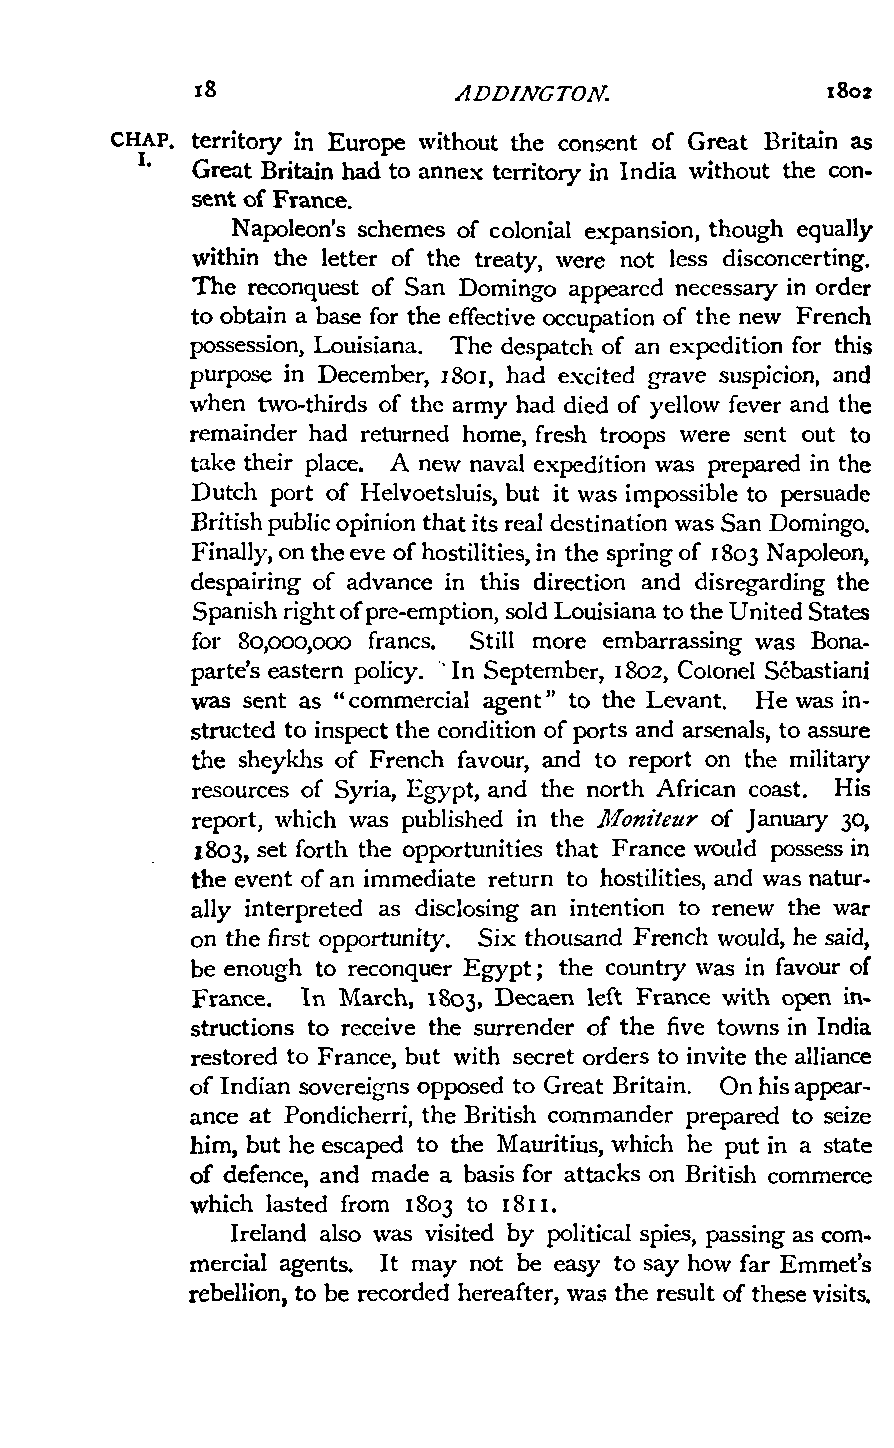 18 ADDINGTON. 1802
CHAP. territory in Europe without the consent of Great Britain as
I. Great Britain had to annex territory in India without the con-
sent of France.
Napoleon's schemes of colonial expansion, though equally
within the letter of the treaty, were not less disconcerting.
The reconquest of San Domingo appeared necessary in order
to obtain a base for the effective occupation of the new French
possession, Louisiana. The despatch of an expedition for this
purpose in December, 1801, had excited grave suspicion, and
when two-thirds of the army had died of yellow fever and the
remainder had returned home, fresh troops were sent out to
take their place. A new naval expedition was prepared in the
Dutch port of Helvoetsluis, but it was impossible to persuade
British public opinion that its real destination was San Domingo.
Finally, on the eve of hostilities, in the spring of 1803 Napoleon,
despairing of advance in this direction and disregarding the
Spanish right of pre-emption, sold Louisiana to the United States
for 80,000,000 francs. Still more embarrassing was Bona-
parte's eastern policy. In September, 1802, Colonel Sébastiani
was sent as "commercial agent" to the Levant. He was in-
structed to inspect the condition of ports and arsenals, to assure
the sheykhs of French favour, and to report on the military
resources of Syria, Egypt, and the north African coast. His
report, which was published in the Moniteur of January 30,
1803, set forth the opportunities that France would possess in
the event of an immediate return to hostilities, and was natur-
ally interpreted as disclosing an intention to renew the war
on the first opportunity. Six thousand French would, he said,
be enough to reconquer Egypt; the country was in favour of
France. In March, 1803, Decaen left France with open in-
structions to receive the surrender of the five towns in India
restored to France, but with secret orders to invite the alliance
of Indian sovereigns opposed to Great Britain. On his appear-
ance at Pondicherri, the British commander prepared to seize
him, but he escaped to the Mauritius, which he put in a state
of defence, and made a basis for attacks on British commerce
which lasted from 1803 to 1811.
Ireland also was visited by political spies, passing as com-
mercial agents. It may not be easy to say how far Emmet's
rebellion, to be recorded hereafter, was the result of these visits.